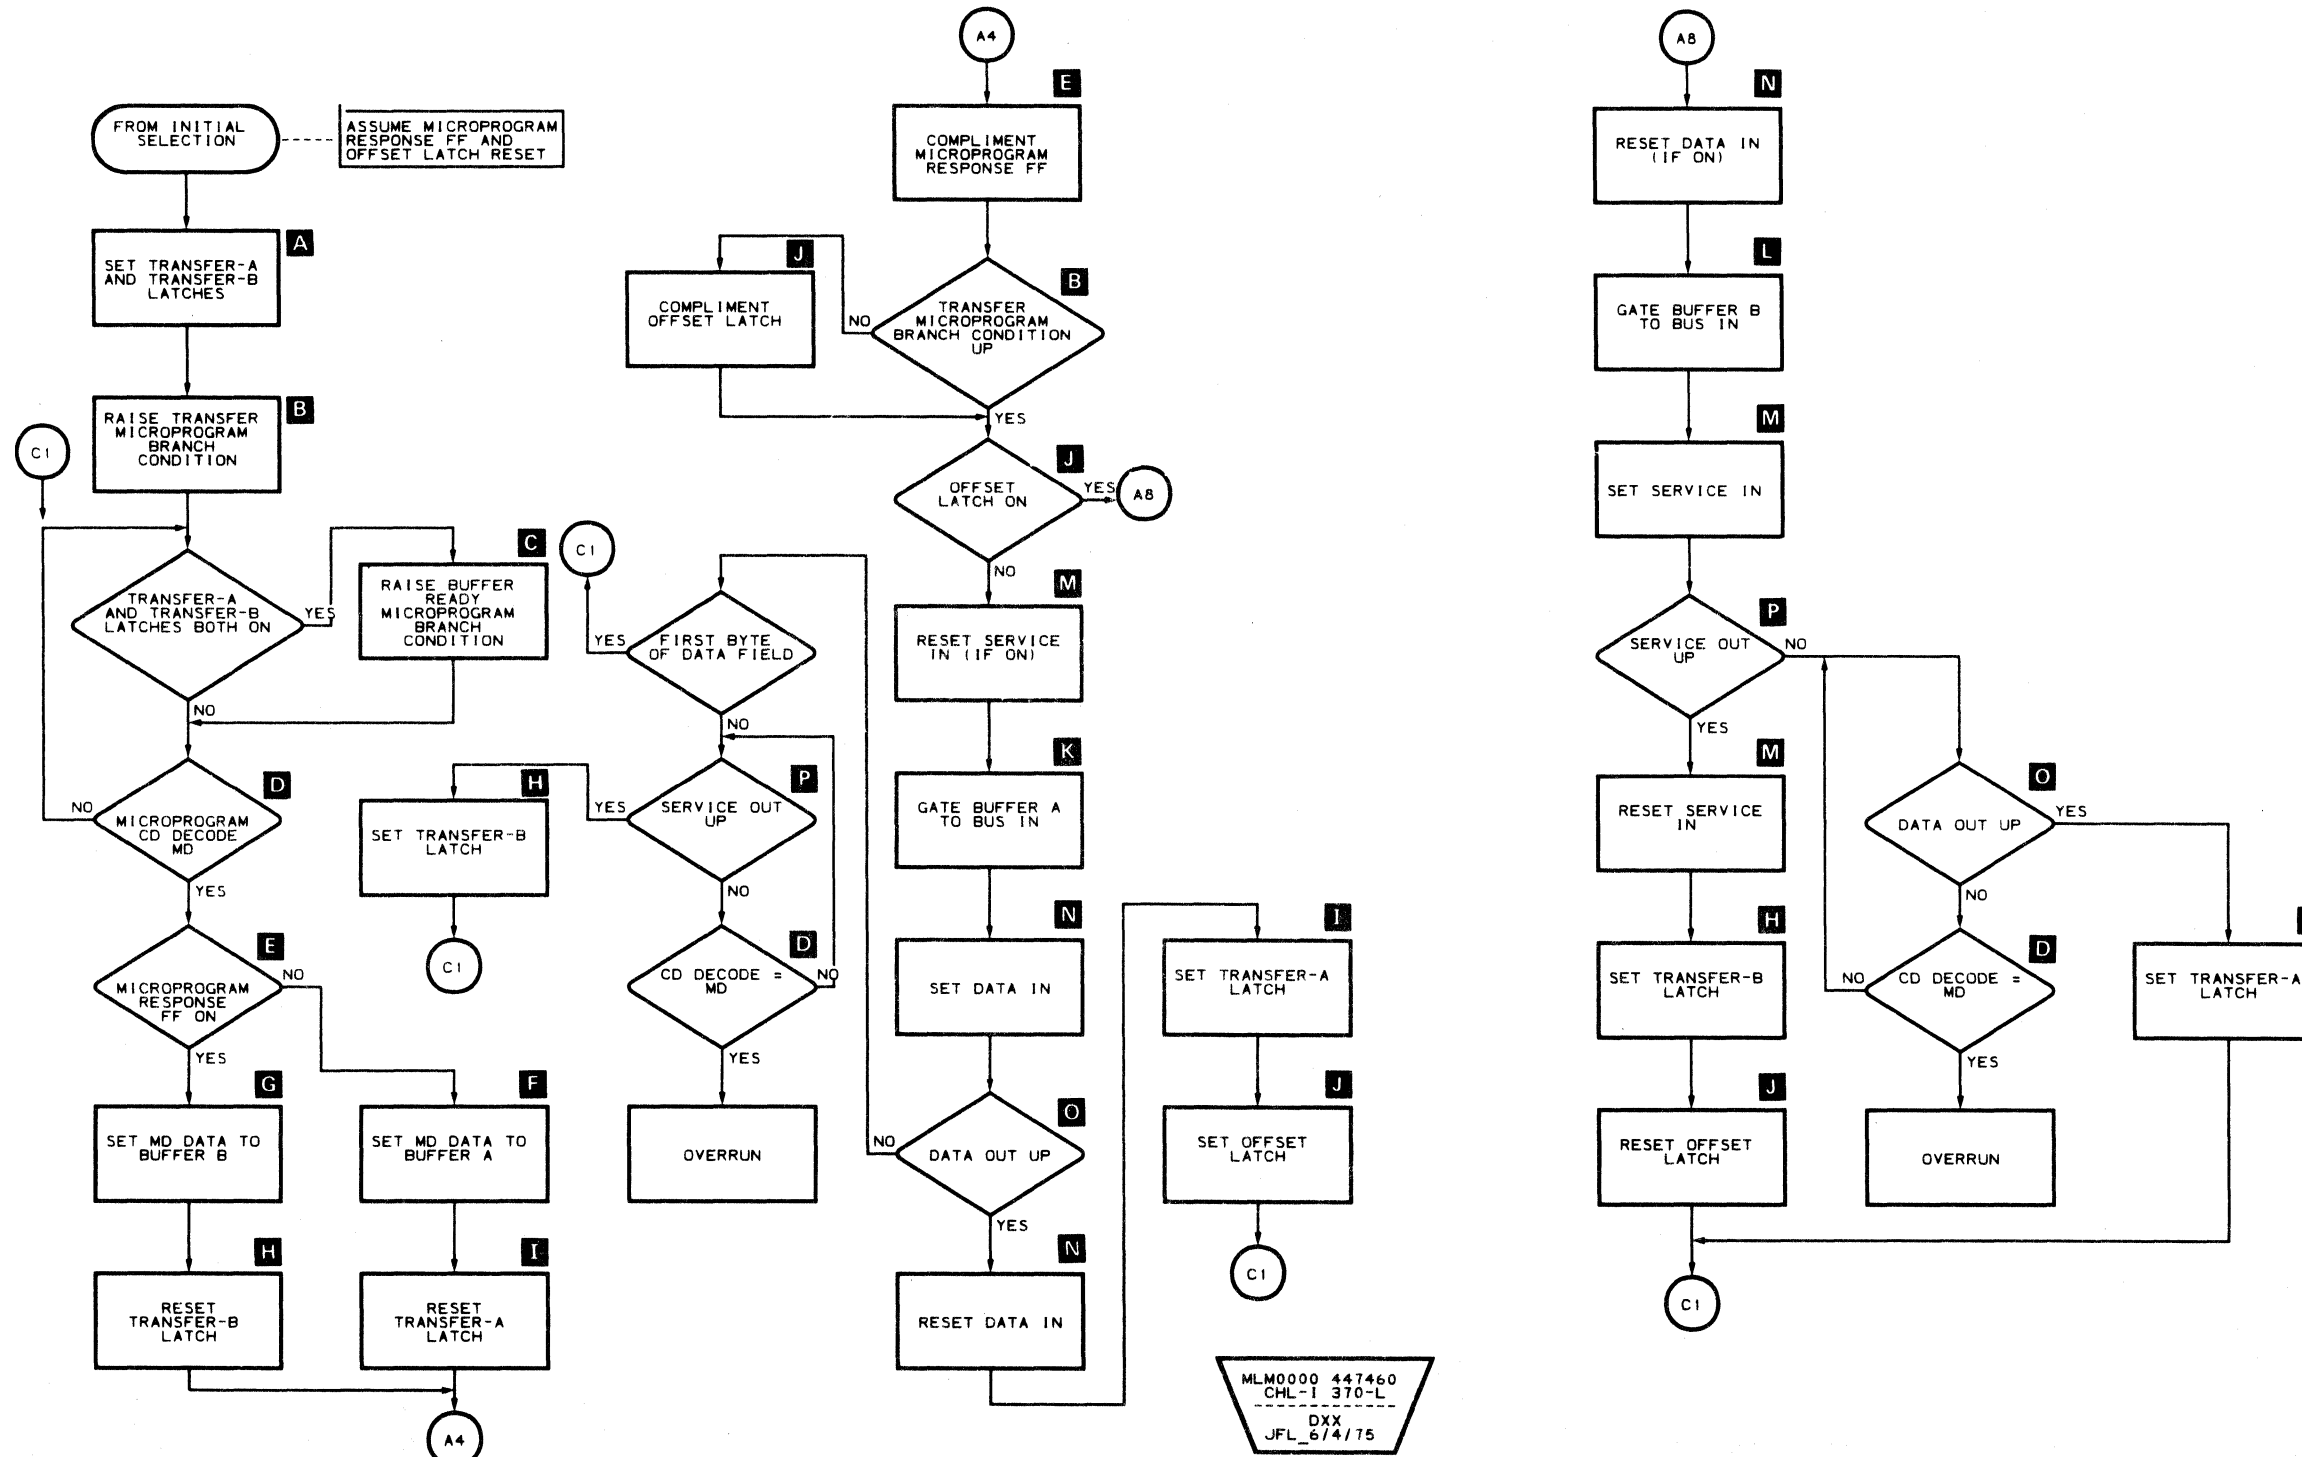 FROM INITIAL
SELECTION
ASSUME MICROPROGRAM
RESPONSE FF AND
OFFSET LATCH RESET
A
SET TRANSFER-A
AND TRANSFER-B
LATCHES
B
RAISE TRANSFER
MICROPROGRAM
BRANCH
CONDITION
C1
TRANSFER-A
AND TRANSFER-B
LATCHES BOTH ON
YES
NO
C
RAISE BUFFER
READY
MICROPROGRAM
BRANCH
CONDITION
D
MICROPROGRAM
CD DECODE
MD
NO
YES
E
MICROPROGRAM
RESPONSE
FF ON
NO
YES
G
SET MD DATA TO
BUFFER B
F
SET MD DATA TO
BUFFER A
H
RESET
TRANSFER-B
LATCH
I
RESET
TRANSFER-A
LATCH
A4
A4
E
COMPLIMENT
MICROPROGRAM
RESPONSE FF
B
TRANSFER
MICROPROGRAM
BRANCH CONDITION
UP
NO
YES
J
COMPLIMENT
OFFSET LATCH
J
OFFSET
LATCH ON
YES
A8
NO
M
RESET SERVICE
IN (IF ON)
K
GATE BUFFER A
TO BUS IN
N
SET DATA IN
O
DATA OUT UP
NO
YES
N
RESET DATA IN
C1
FIRST BYTE
OF DATA FIELD
YES
NO
P
SERVICE OUT
UP
YES
NO
H
SET TRANSFER-B
LATCH
C1
D
CD DECODE =
MD
NO
YES
OVERRUN
I
SET TRANSFER-A
LATCH
J
SET OFFSET
LATCH
C1
MLM0000 447460
CHL-I 370-L
DXX
JFL_6/4/75
A8
N
RESET DATA IN
(IF ON)
L
GATE BUFFER B
TO BUS IN
M
SET SERVICE IN
P
SERVICE OUT
UP
NO
YES
M
RESET SERVICE
IN
H
SET TRANSFER-B
LATCH
J
RESET OFFSET
LATCH
C1
O
DATA OUT UP
YES
NO
D
CD DECODE =
MD
NO
YES
OVERRUN
SET TRANSFER-A
LATCH